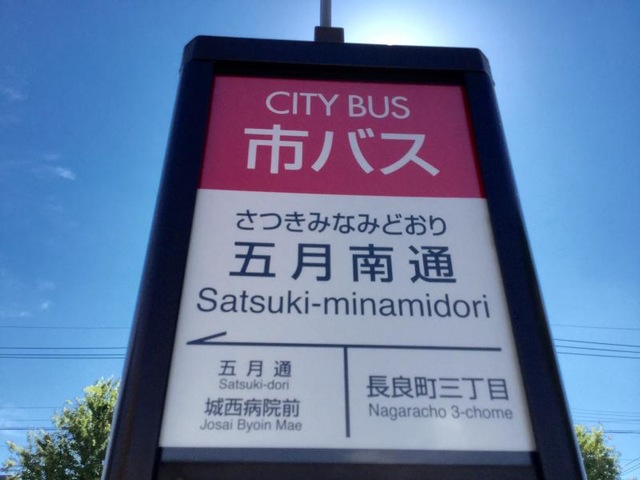 CITY BUS
市バス
さつきみなみどおり
五月南通
Satsuki-minamidori
五月通
Satsuki-dori
城西病院前
Josai Byoin Mae
長良町三丁目
Nagaracho 3-chome